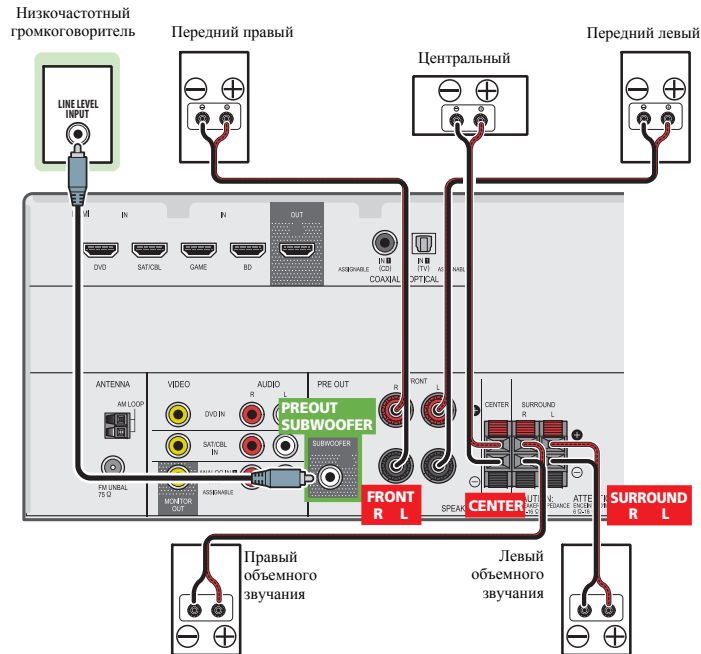 Низкочастотный
громкоговоритель
Передний правый
Центральный
Передний левый
LINE LEVEL
INPUT
IN
IN
OUT
DVD
SAT/CBL
GAME
BD
ASSIGNABLE
IN 1
(CD)
IN 1
(TV)
COAXIAL
OPTICAL
ANTENNA
VIDEO
AUDIO
PRE OUT
FRONT
R
L
R
L
CENTER
SURROUND
R
L
AM LOOP
DVD IN
PREOUT
SUBWOOFER
SAT/CBL
IN
SUBWOOFER
FM UNBAL
75 Ω
MONITOR
OUT
ASSIGNABLE
FRONT
R L
CENTER
SURROUND
R L
Правый
объемного
звучания
Левый
объемного
звучания